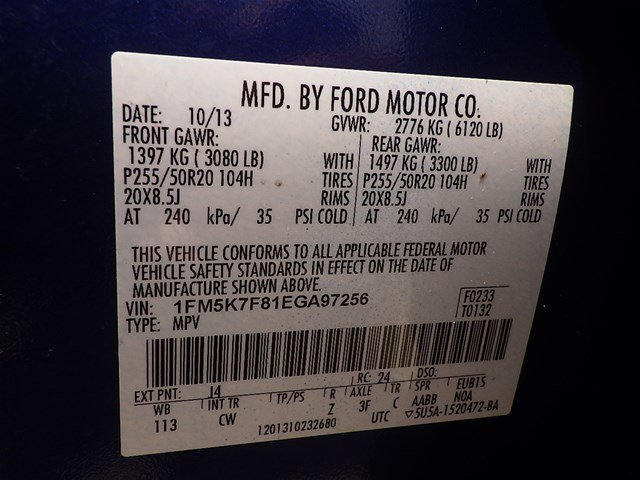 MFD. BY FORD MOTOR CO.
DATE: 10/13 GVWR: 2776 KG ( 6120 LB)
FRONT GAWR: REAR GAWR:
1397 KG ( 3080 LB) WITH 1497 KG ( 3300 LB) WITH
P255/50R20 104H TIRES P255/50R20 104H TIRES
20X8.5J RIMS 20X8.5J RIMS
AT 240 kPa/ 35 PSI COLD AT 240 kPa/ 35 PSI COLD
THIS VEHICLE CONFORMS TO ALL APPLICABLE FEDERAL MOTOR
VEHICLE SAFETY STANDARDS IN EFFECT ON THE DATE OF
MANUFACTURE SHOWN ABOVE.
VIN: 1FM5K7F81EGA97256 F0233
TYPE: MPV T0132
EXT PNT: J4 RC: 24 DSO:
WB INT TR TP/PS R AXLE TR SPR EUB1S
113 CW Z 3F C AABB NOA
1201310232680 UTC ▽5U5A-1520472-BA